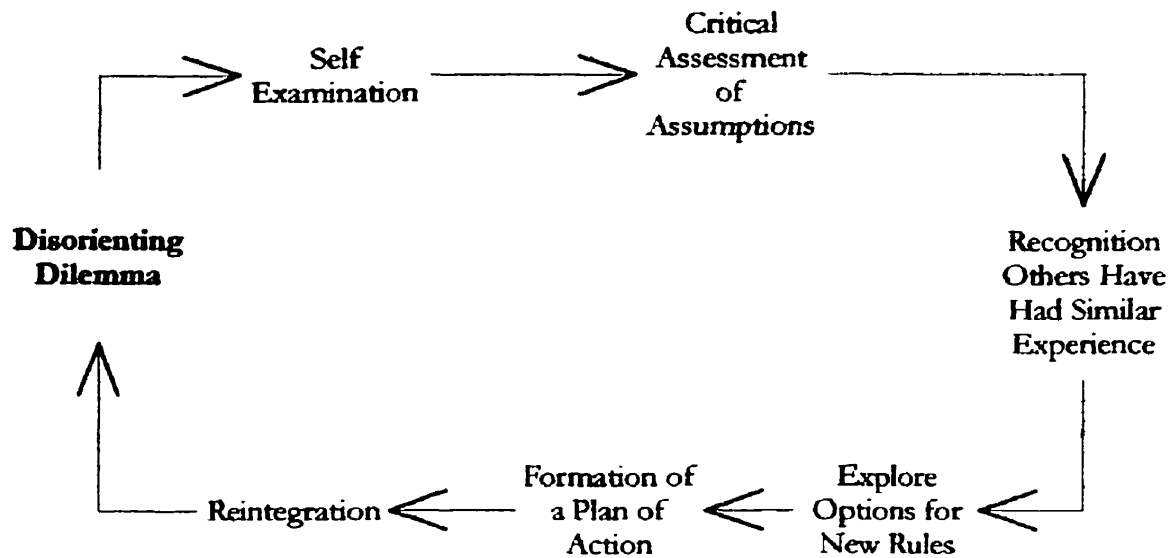 Self
Examination
Critical
Assessment
of
Assumptions
Disorienting
Dilemma
Recognition
Others Have
Had Similar
Experience
Explore
Options for
New Rules
Formation of
a Plan of
Action
Reintegration